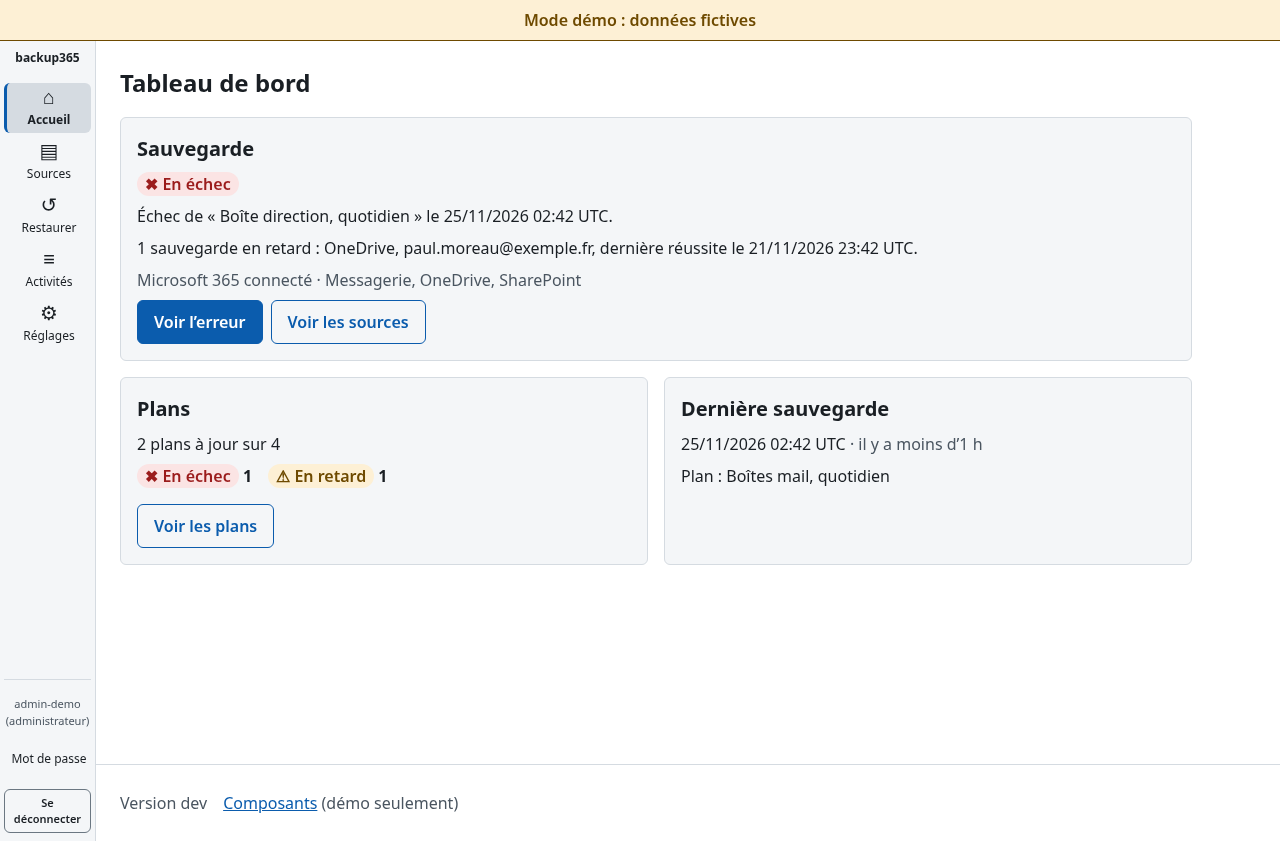 Mode démo : données fictives
backup365
⌂
Accueil
▤
Sources
↺
Restaurer
≡
Activités
⚙
Réglages
admin-demo
(administrateur)
Mot de passe
Se
déconnecter
Tableau de bord
Sauvegarde
✖ En échec
Échec de « Boîte direction, quotidien » le 25/11/2026 02:42 UTC.
1 sauvegarde en retard : OneDrive, paul.moreau@exemple.fr, dernière réussite le 21/11/2026 23:42 UTC.
Microsoft 365 connecté · Messagerie, OneDrive, SharePoint
Voir l’erreur Voir les sources
Plans
2 plans à jour sur 4
✖ En échec 1 ⚠ En retard 1
Voir les plans
Dernière sauvegarde
25/11/2026 02:42 UTC · il y a moins d’1 h
Plan : Boîtes mail, quotidien
Version dev Composants (démo seulement)